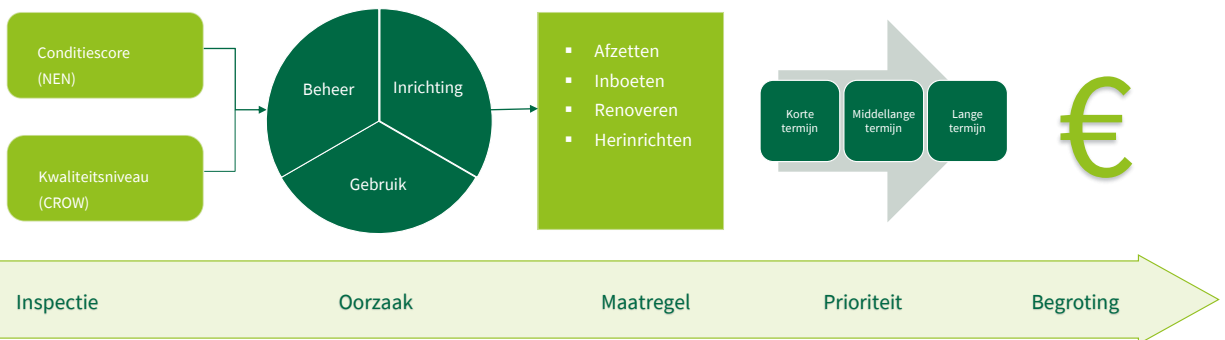 Conditiescore
(NEN)
Kwaliteitsniveau
(CROW)
Beheer
Inrichting
Gebruik
▪ Afzetten
▪ Inboeten
▪ Renoveren
▪ Herinrichten
Korte
termijn
Middellange
termijn
Lange
termijn
€
Inspectie
Oorzaak
Maatregel
Prioriteit
Begroting